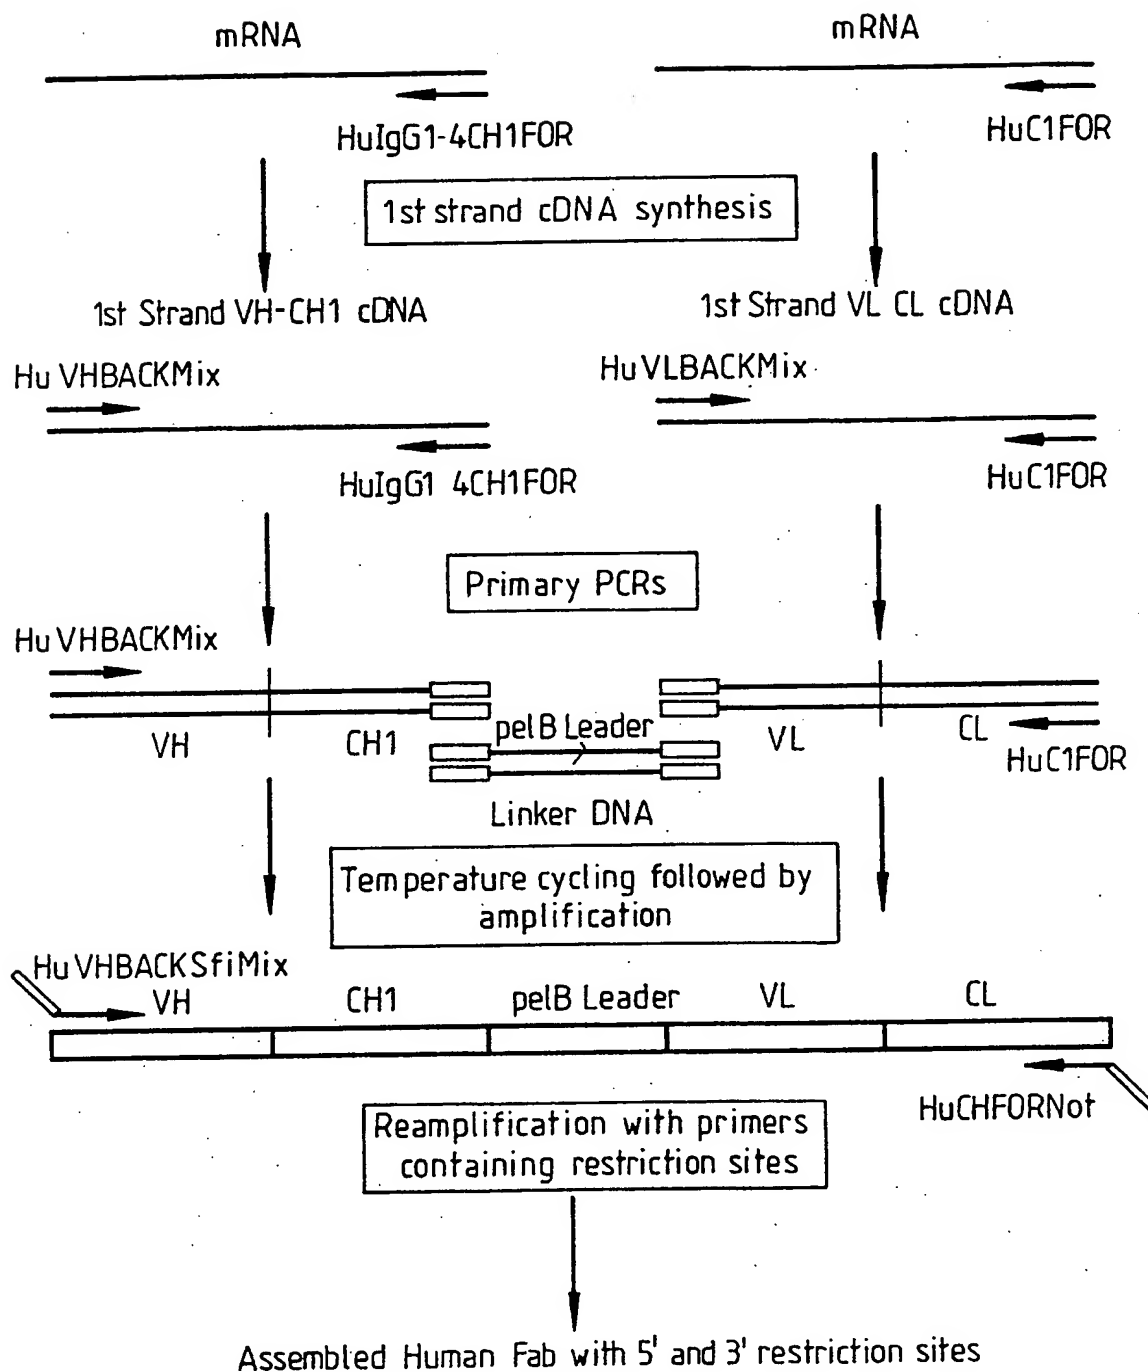 mRNA
mRNA
HuIgG1-4CH1FOR
HuC1FOR
1st strand cDNA synthesis
1st Strand VH-CH1 cDNA
1st Strand VL CL cDNA
Hu VHBACKMix
HuVLBACKMix
HuIgG1 4CH1FOR
HuC1FOR
Primary PCRs
Hu VHBACKMix
VH
CH1
pelB Leader
VL
CL
HuC1FOR
Linker DNA
Temperature cycling followed by
amplification
HuVHBACKSfiMix
VH
CH1
pelB Leader
VL
CL
HuCHFORNot
Reamplification with primers
containing restriction sites
Assembled Human Fab with 5' and 3' restriction sites